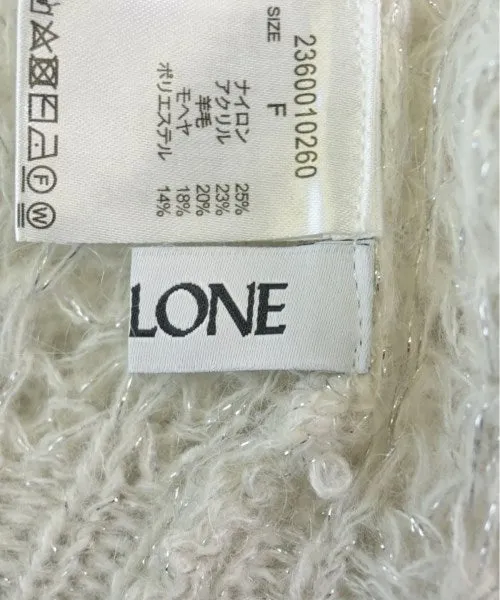 2360010260
SIZE F
ナイロン 25%
アクリル 23%
羊毛 20%
モヘヤ 18%
ポリエステル 14%
F
W
LONE